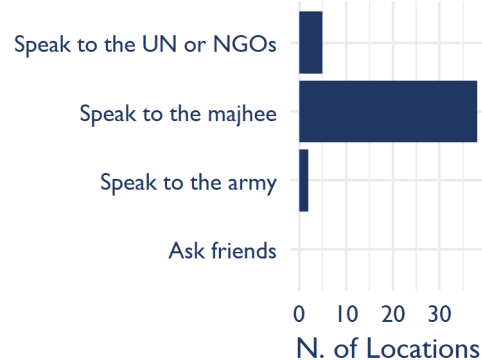 Speak to the UN or NGOs
Speak to the majhee
Speak to the army
Ask friends
0 10 20 30
N. of Locations